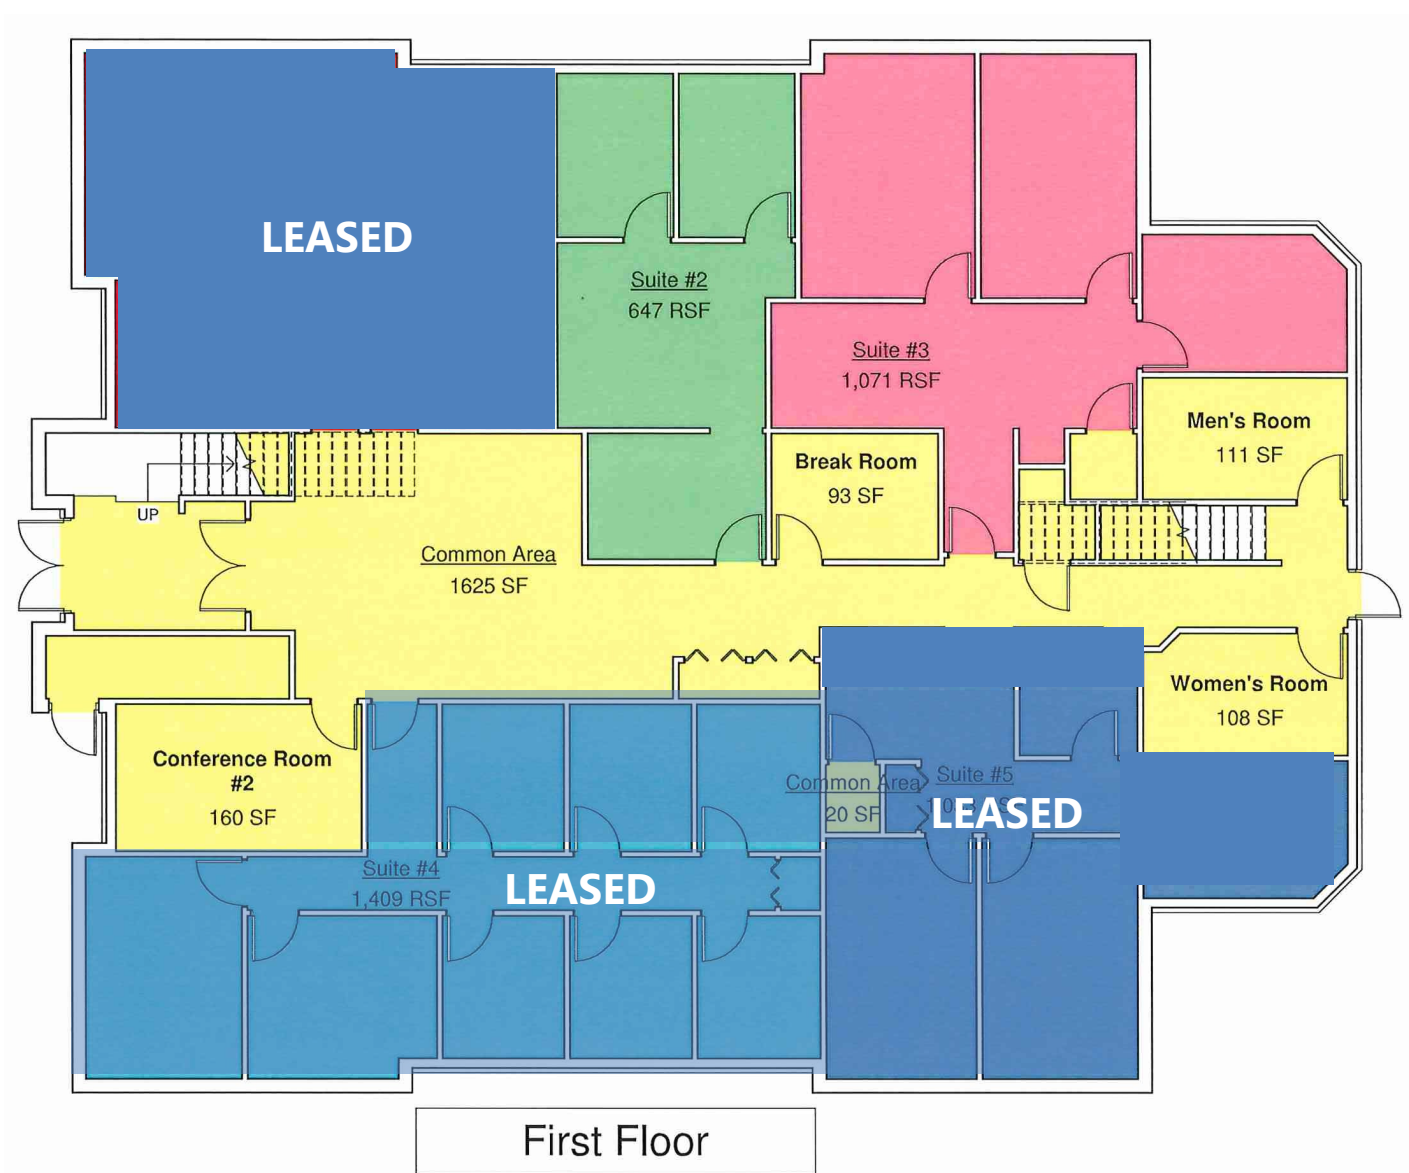 LEASED
Suite #2
647 RSF
Suite #3
1,071 RSF
Men's Room
111 SF
Break Room
93 SF
UP
Common Area
1625 SF
Women's Room
108 SF
Conference Room
#2
160 SF
Common Area
20 SF
Suite #5
LEASED
Suite #4
1,409 RSF
LEASED
First Floor